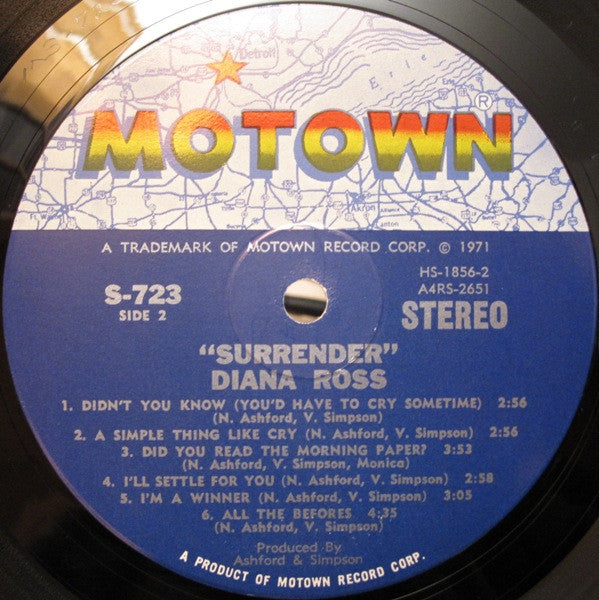 Detroit
Erie
MOTOWN®
Akron
A TRADEMARK OF MOTOWN RECORD CORP. © 1971
S-723
SIDE 2
HS-1856-2
A4RS-2651
STEREO
"SURRENDER"
DIANA ROSS
1. DIDN'T YOU KNOW (YOU'D HAVE TO CRY SOMETIME) 2:56
(N. Ashford, V. Simpson)
2. A SIMPLE THING LIKE CRY (N. Ashford, V. Simpson) 2:56
3. DID YOU READ THE MORNING PAPER? 3:53
(N. Ashford, V. Simpson, Monica)
4. I'LL SETTLE FOR YOU (N. Ashford, V. Simpson) 2:58
5. I'M A WINNER (N. Ashford, V. Simpson) 3:05
6. ALL THE BEFORES 4:35
(N. Ashford, V. Simpson)
Produced By
Ashford & Simpson
A PRODUCT OF MOTOWN RECORD CORP.